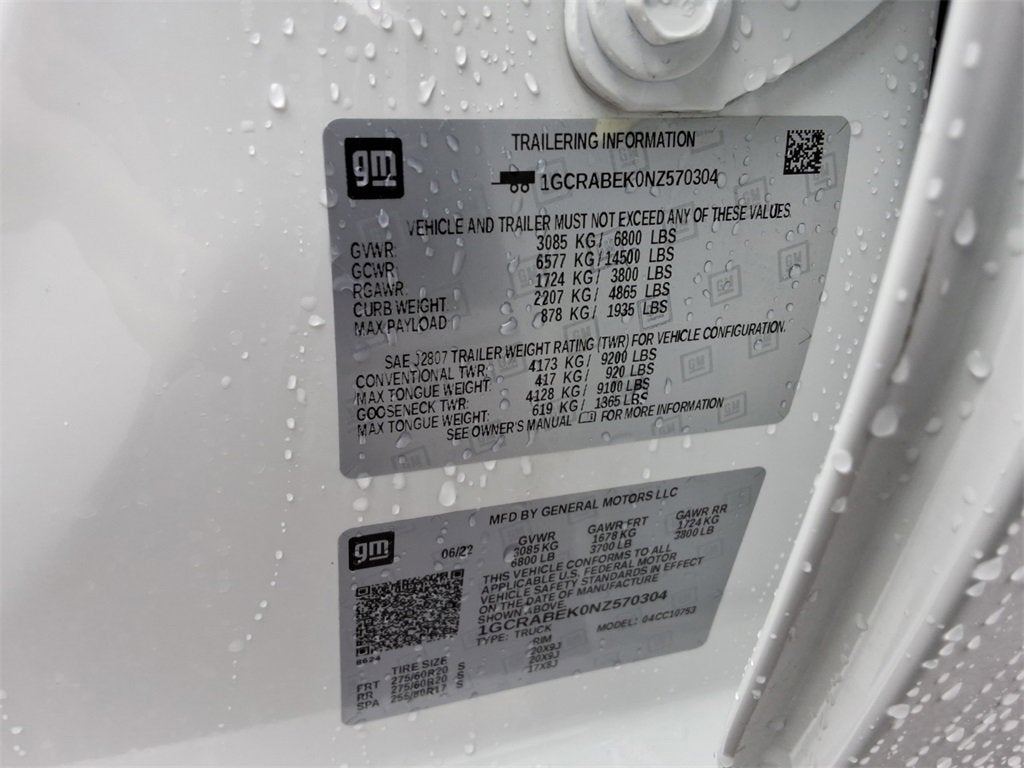 gm
TRAILERING INFORMATION
1GCRABEK0NZ570304
VEHICLE AND TRAILER MUST NOT EXCEED ANY OF THESE VALUES.
GVWR: 3085 KG / 6800 LBS
GCWR: 6577 KG / 14500 LBS
RGAWR: 1724 KG / 3800 LBS
CURB WEIGHT: 2207 KG / 4865 LBS
MAX PAYLOAD 878 KG / 1935 LBS
SAE J2807 TRAILER WEIGHT RATING (TWR) FOR VEHICLE CONFIGURATION.
CONVENTIONAL TWR: 4173 KG / 9200 LBS
MAX TONGUE WEIGHT: 417 KG / 920 LBS
GOOSENECK TWR: 4128 KG / 9100 LBS
MAX TONGUE WEIGHT: 619 KG / 1365 LBS
SEE OWNER'S MANUAL FOR MORE INFORMATION
gm
MFD BY GENERAL MOTORS LLC
06/22 GVWR GAWR FRT GAWR RR
3085 KG 1678 KG 1724 KG
6800 LB 3700 LB 3800 LB
THIS VEHICLE CONFORMS TO ALL
APPLICABLE U.S. FEDERAL MOTOR
VEHICLE SAFETY STANDARDS IN EFFECT
ON THE DATE OF MANUFACTURE
SHOWN ABOVE.
1GCRABEK0NZ570304
TYPE: TRUCK MODEL: 04CC10753
8624
TIRE SIZE RIM
FRT 275/60R20 S 20X9J
RR 275/60R20 S 20X9J
SPA 255/80R17 S 17X8J